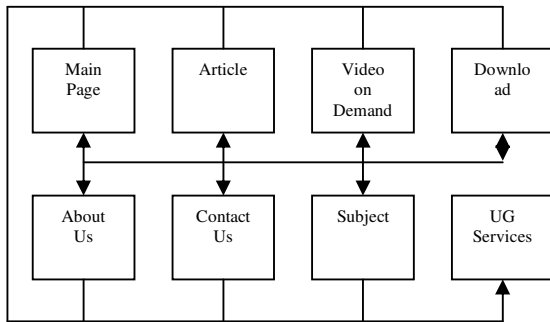 Main
Page
Article
Video
on
Demand
Downlo
ad
About
Us
Contact
Us
Subject
UG
Services